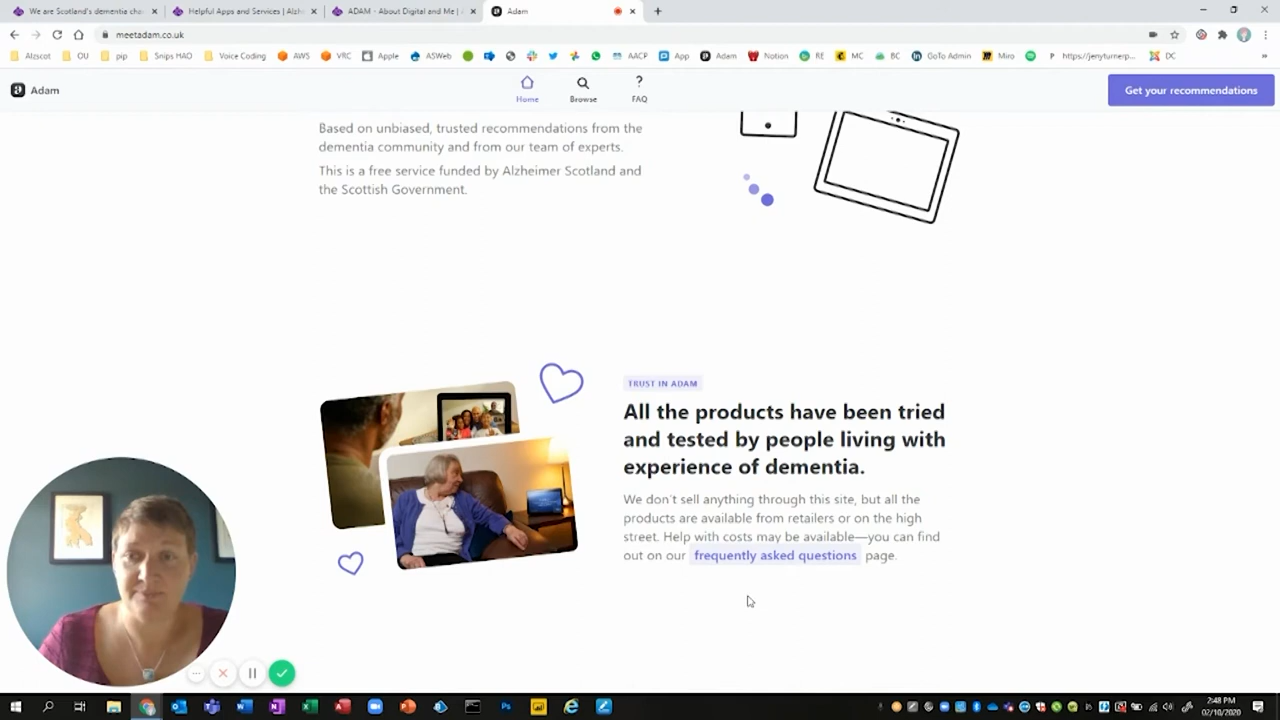 We are Scotland's dementia cha
Helpful Apps and Services | Alzh
ADAM - About Digital and Me |
Adam
meetadam.co.uk
Alzscot
OU
pip
Snips HAO
Voice Coding
AWS
VRC
Apple
ASWeb
AACP
App
Adam
Notion
RE
MC
BC
GoTo Admin
Miro
https://jenyturnerp...
DC
Adam
Home
Browse
FAQ
Get your recommendations
Based on unbiased, trusted recommendations from the
dementia community and from our team of experts.
This is a free service funded by Alzheimer Scotland and
the Scottish Government.
TRUST IN ADAM
All the products have been tried
and tested by people living with
experience of dementia.
We don't sell anything through this site, but all the
products are available from retailers or on the high
street. Help with costs may be available—you can find
out on our frequently asked questions page.
2:48 PM
02/10/2020